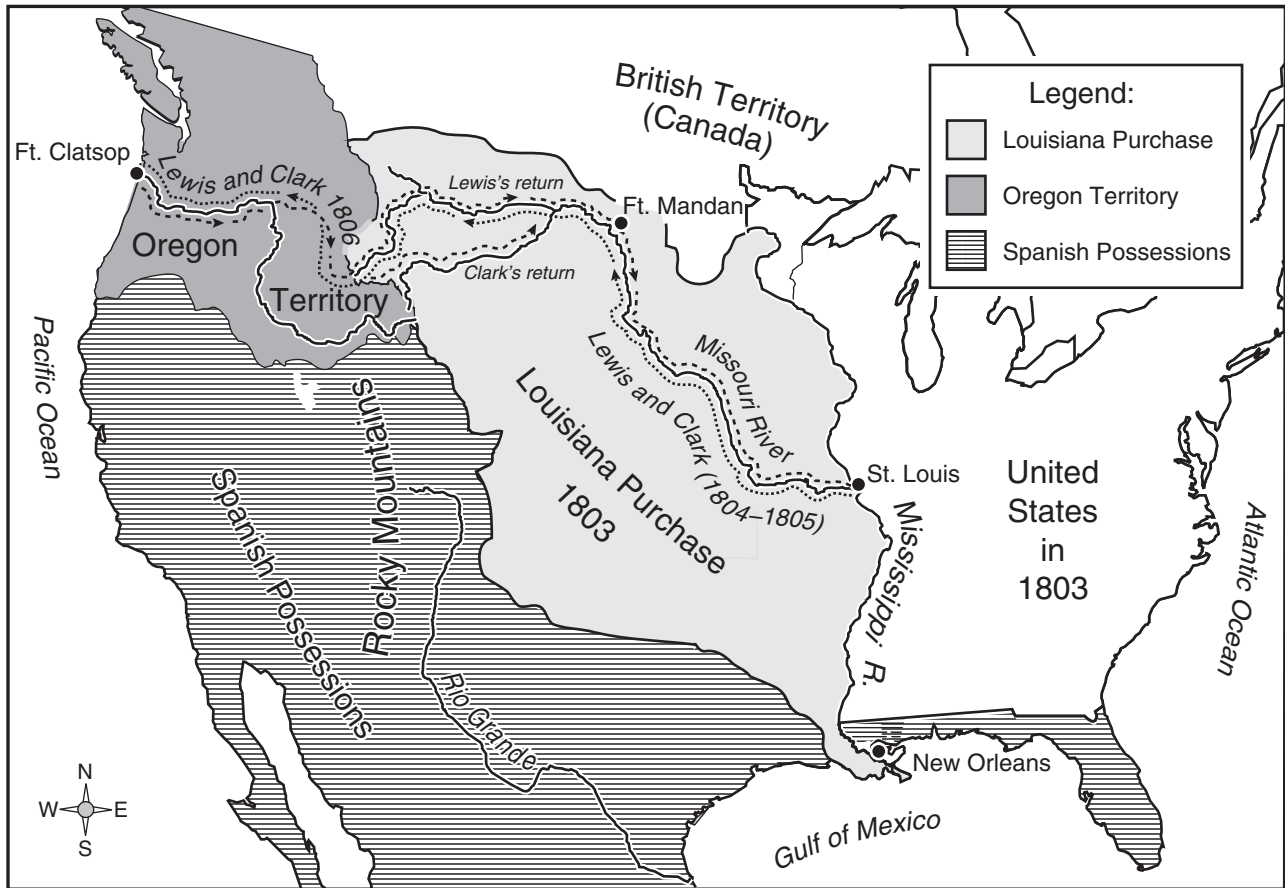 British Territory
(Canada)
Legend:
Louisiana Purchase
Oregon Territory
Spanish Possessions
Ft. Clatsop
Lewis and Clark 1806
Lewis's return
Ft. Mandan
Oregon
Territory
Clark's return
Pacific Ocean
Missouri River
Lewis and Clark (1804–1805)
Louisiana Purchase
1803
St. Louis
United
States
in
1803
Mississippi R.
Atlantic Ocean
Rocky Mountains
Spanish Possessions
Rio Grande
New Orleans
Gulf of Mexico
N
W
E
S